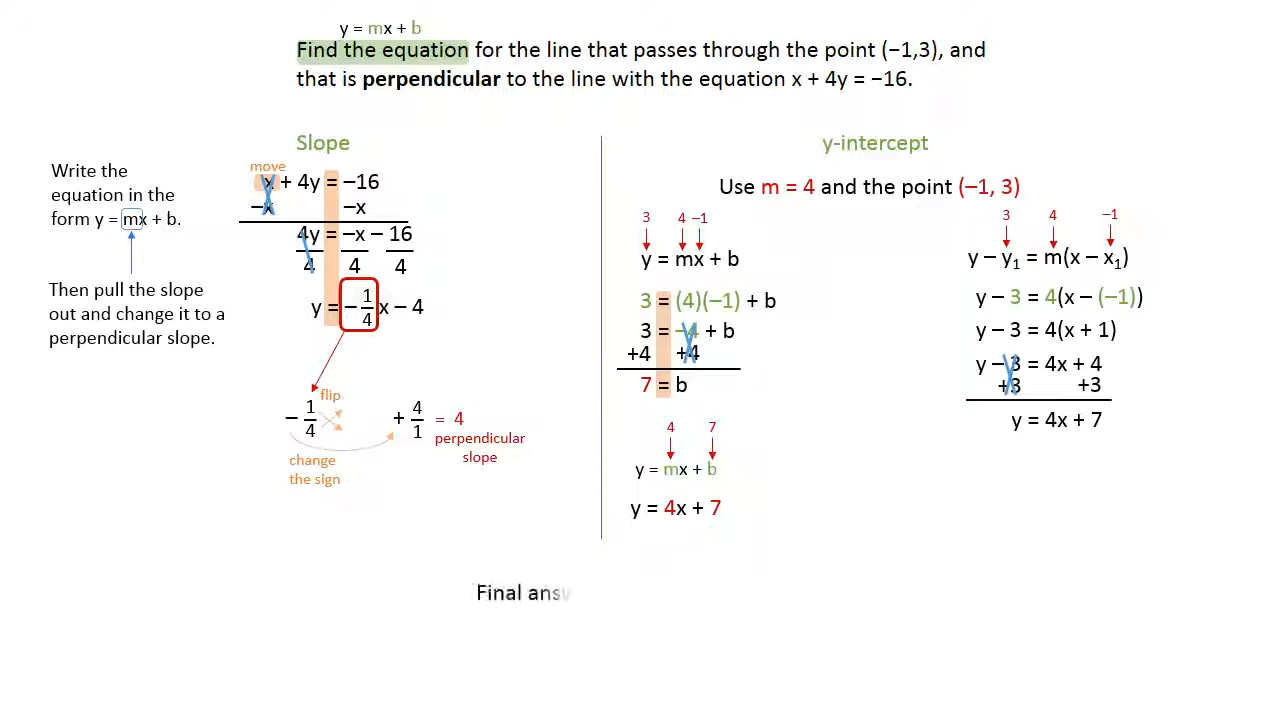 y = mx + b
Find the equation for the line that passes through the point (−1,3), and
that is perpendicular to the line with the equation x + 4y = −16.
Slope
Write the
equation in the
form y = mx + b.
Then pull the slope
out and change it to a
perpendicular slope.
move
x + 4y = −16
−x −x
4y = −x − 16
4 4 4
y = − 1/4 x − 4
flip
− 1/4 + 4/1 = 4
perpendicular
slope
change
the sign
y-intercept
Use m = 4 and the point (−1, 3)
3 4 −1
y = mx + b
3 = (4)(−1) + b
3 = −4 + b
+4 +4
7 = b
4 7
y = mx + b
y = 4x + 7
3 4 −1
y − y₁ = m(x − x₁)
y − 3 = 4(x − (−1))
y − 3 = 4(x + 1)
y − 3 = 4x + 4
+3 +3
y = 4x + 7
Final